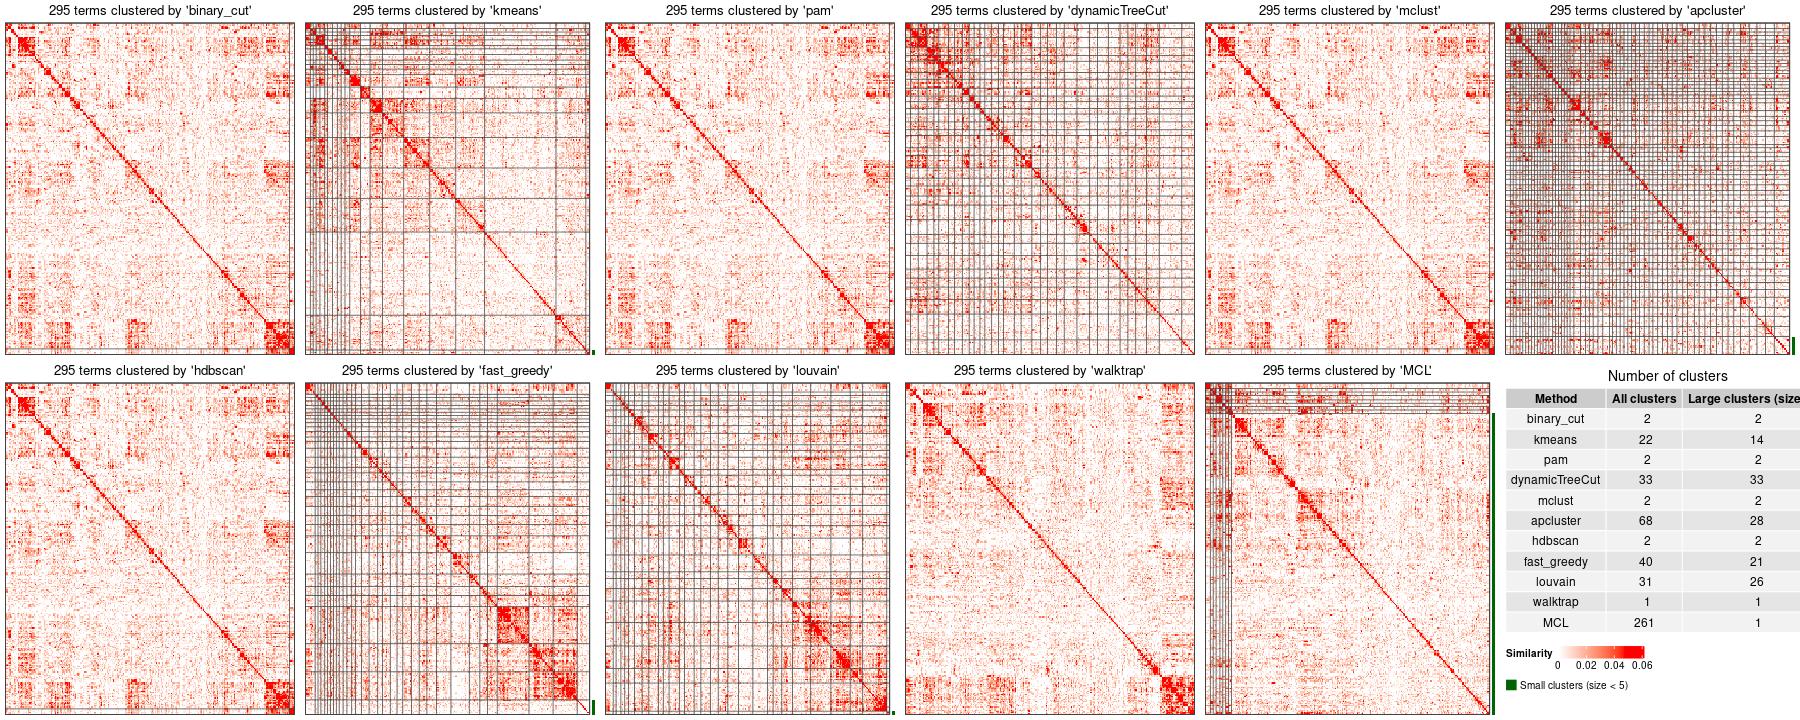 295 terms clustered by 'binary_cut'
295 terms clustered by 'kmeans'
295 terms clustered by 'pam'
295 terms clustered by 'dynamicTreeCut'
295 terms clustered by 'mclust'
295 terms clustered by 'apcluster'
295 terms clustered by 'hdbscan'
295 terms clustered by 'fast_greedy'
295 terms clustered by 'louvain'
295 terms clustered by 'walktrap'
295 terms clustered by 'MCL'
Number of clusters
Method All clusters Large clusters (size
binary_cut 2 2
kmeans 22 14
pam 2 2
dynamicTreeCut 33 33
mclust 2 2
apcluster 68 28
hdbscan 2 2
fast_greedy 40 21
louvain 31 26
walktrap 1 1
MCL 261 1
Similarity
0 0.02 0.04 0.06
Small clusters (size < 5)